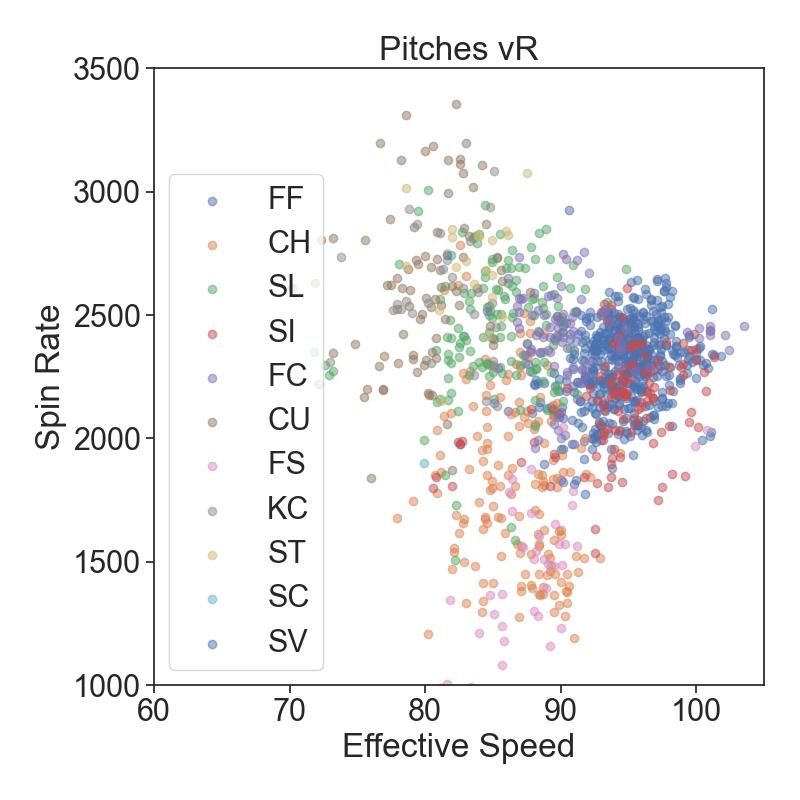 Pitches vR
3500
3000
2500
2000
1500
1000
Spin Rate
FF
CH
SL
SI
FC
CU
FS
KC
ST
SC
SV
60 70 80 90 100
Effective Speed